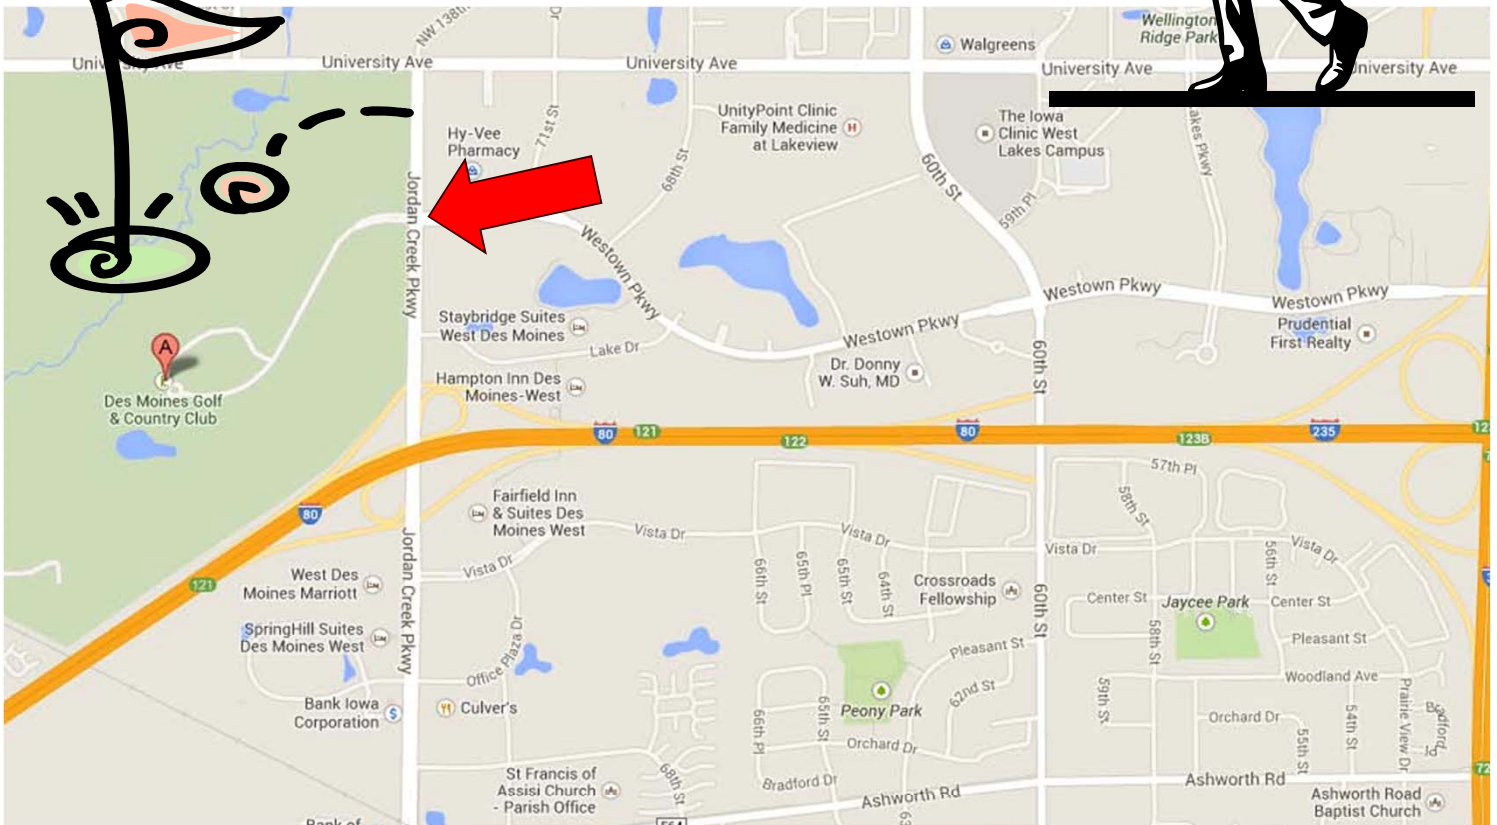 NW 138th
Wellington
Ridge Park
Walgreens
University Ave
University Ave
University Ave
University Ave
University Ave
Hy-Vee
Pharmacy
71st St
68th St
UnityPoint Clinic
Family Medicine
at Lakeview
H
The Iowa
Clinic West
Lakes Campus
60th St
59th Pl
Jordan Creek Pkwy
Westown Pkwy
Westown Pkwy
Westown Pkwy
Westown Pkwy
Staybridge Suites
West Des Moines
Lake Dr
Dr. Donny
W. Suh, MD
60th St
Prudential
First Realty
A
Des Moines Golf
& Country Club
Hampton Inn Des
Moines-West
80
121
122
80
123B
235
80
121
Fairfield Inn
& Suites Des
Moines West
Jordan Creek Pkwy
Vista Dr
Vista Dr
Vista Dr
Vista Dr
Vista Dr
57th Pl
58th St
56th St
West Des
Moines Marriott
66th St
65th Pl
65th St
64th St
Crossroads
Fellowship
60th St
Center St
Jaycee Park
Center St
58th St
Pleasant St
SpringHill Suites
Des Moines West
Office Plaza Dr
Pleasant St
Woodland Ave
Bank Iowa
Corporation
$
Culver's
66th Pl
65th St
Peony Park
62nd St
59th St
Orchard Dr
55th St
54th St
Prairie View Dr
Orchard Dr
St Francis of
Assisi Church
- Parish Office
68th St
Bradford Dr
Ashworth Rd
Ashworth Rd
72
Ashworth Road
Baptist Church
Bank of